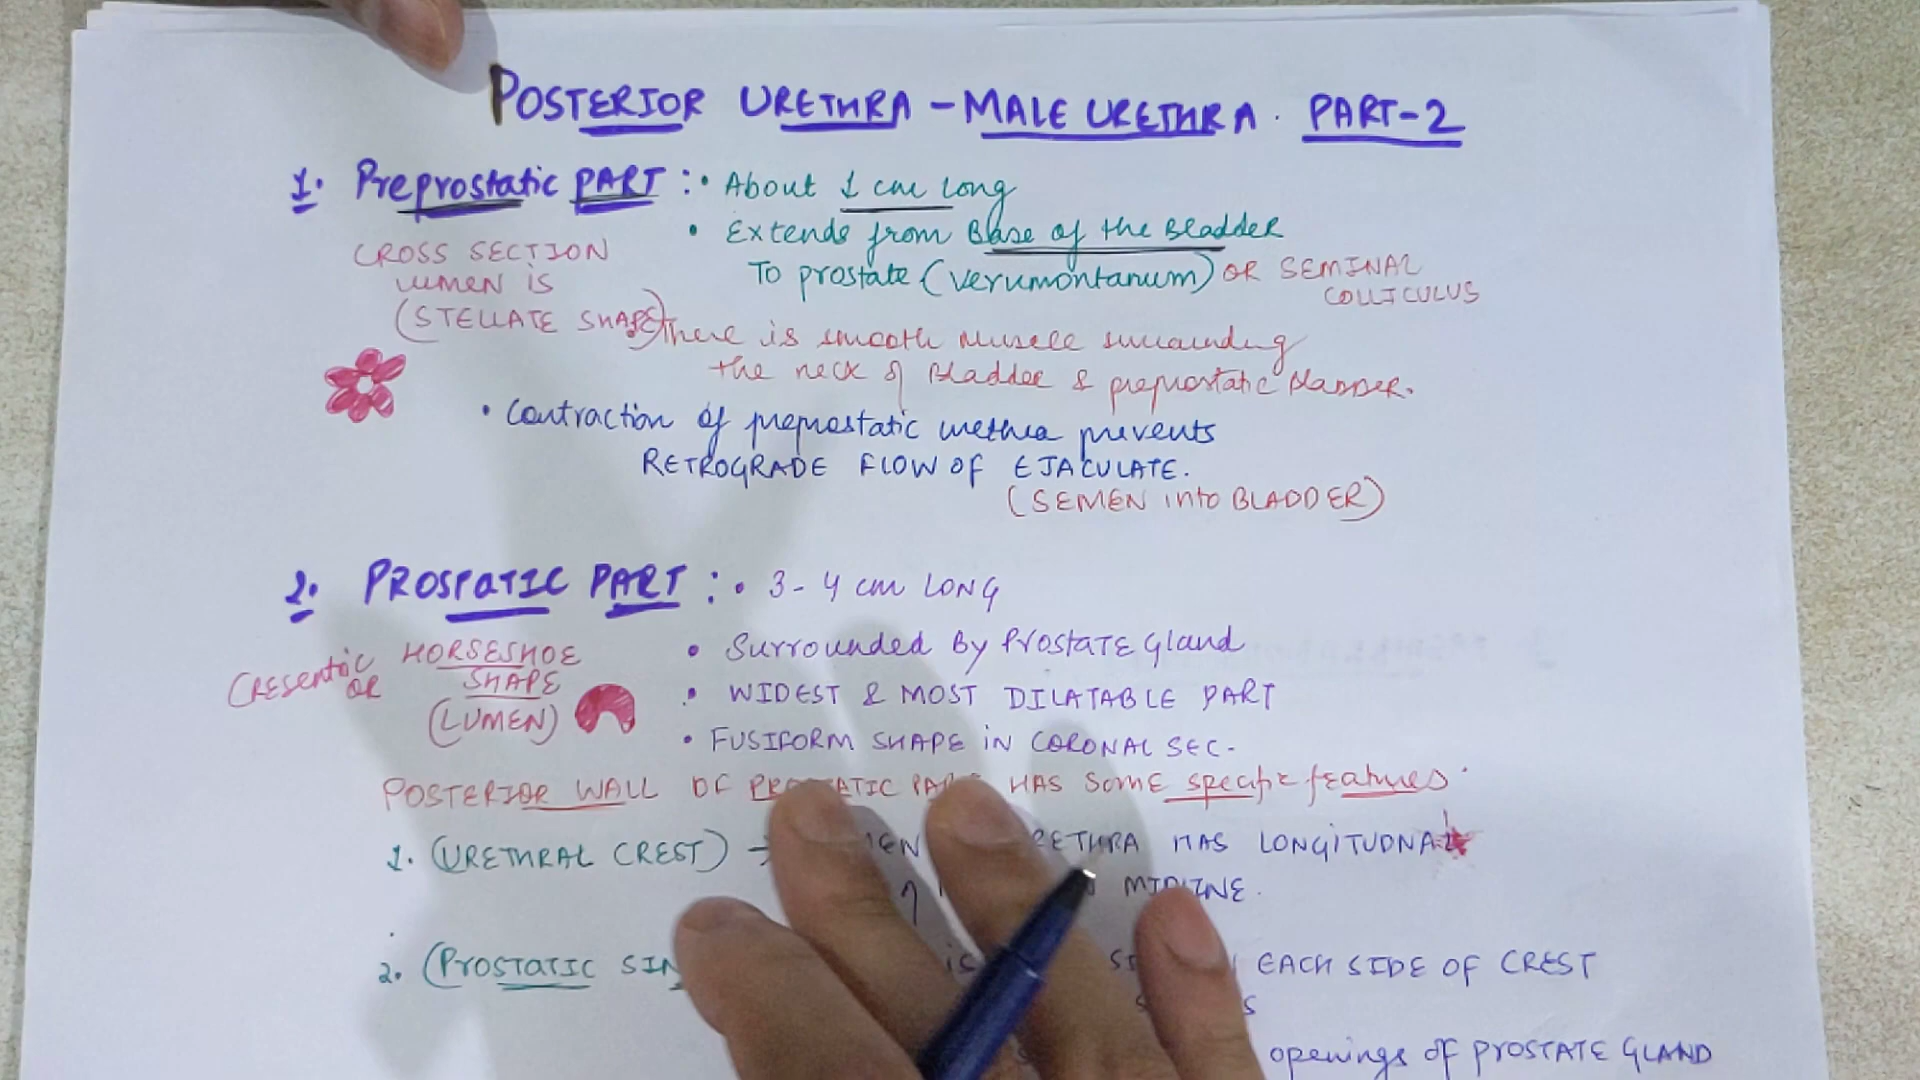 POSTERIOR URETHRA - MALE URETHRA. PART-2
1. Preprostatic PART : • About 1 cm long
• Extends from Base of the Bladder
To prostate (verumontanum) OR SEMINAL
COLLICULUS
CROSS SECTION
lumen is
(STELLATE SHAPE)
• There is smooth muscle surrounding
the neck of Bladder & preprostatic Bladder.
• Contraction of preprostatic urethra prevents
RETROGRADE FLOW OF EJACULATE.
(SEMEN into BLADDER)
2. PROSTATIC PART : • 3-4 cm LONG
• Surrounded By ProstaTE Gland
• WIDEST & MOST DILATABLE PART
• FUSIFORM SHAPE in CORONAL SEC-
CRESENTIC OR HORSESHOE
SHAPE
(LUMEN)
POSTERIOR WALL OF PROSTATIC PART HAS SOME specific features.
1. (URETHRAL CREST) → URETHRA HAS LONGITUDNAL
MIDLINE.
2. (Prostatic EACH SIDE OF CREST
openings of PROSTATE GLAND